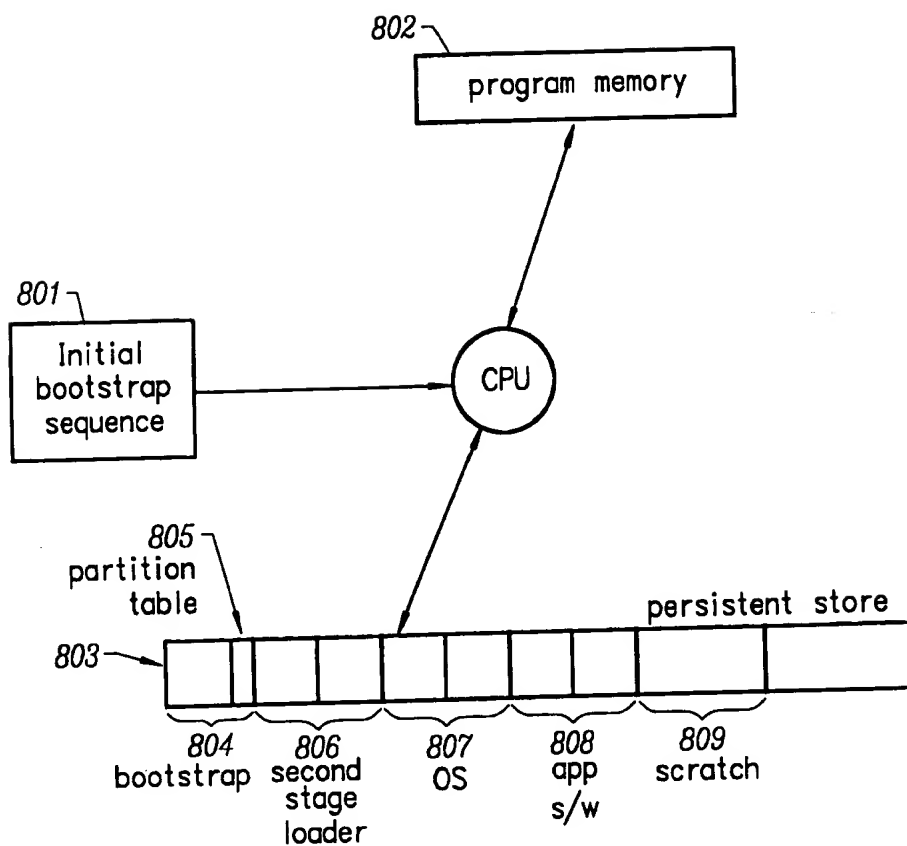 802
program memory
801
Initial
bootstrap
sequence
CPU
805
partition
table
persistent store
803
804
bootstrap
806
second
stage
loader
807
OS
808
app
s/w
809
scratch